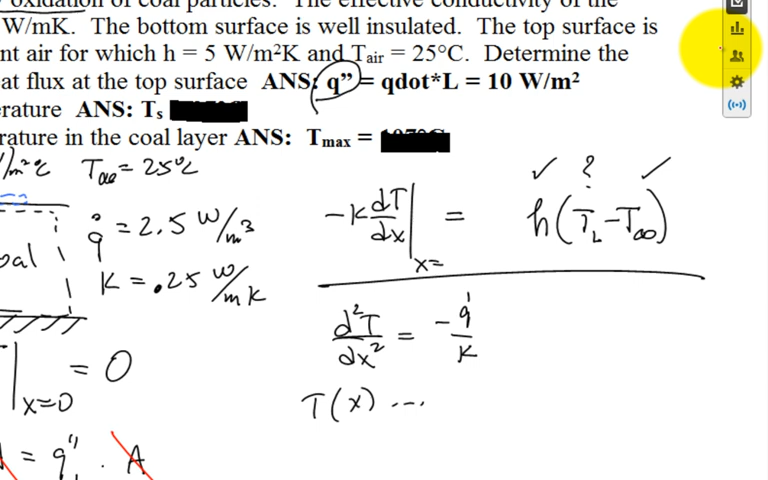 oxidation of coal particles. The effective conductivity of the
W/mK. The bottom surface is well insulated. The top surface is
nt air for which h = 5 W/m²K and Tair = 25°C. Determine the
at flux at the top surface ANS: q” = qdot*L = 10 W/m²
rature ANS: Ts
rature in the coal layer ANS: Tmax =
/m²°C T∞ = 25°C
✓ ? ✓
q̇ = 2.5 W/m³
-k dT/dx | x= = h(TL-T∞)
oal
K = .25 W/mK
d²T/dx² = -q̇/K
| x=0 = 0
T(x) ....
= q" . A